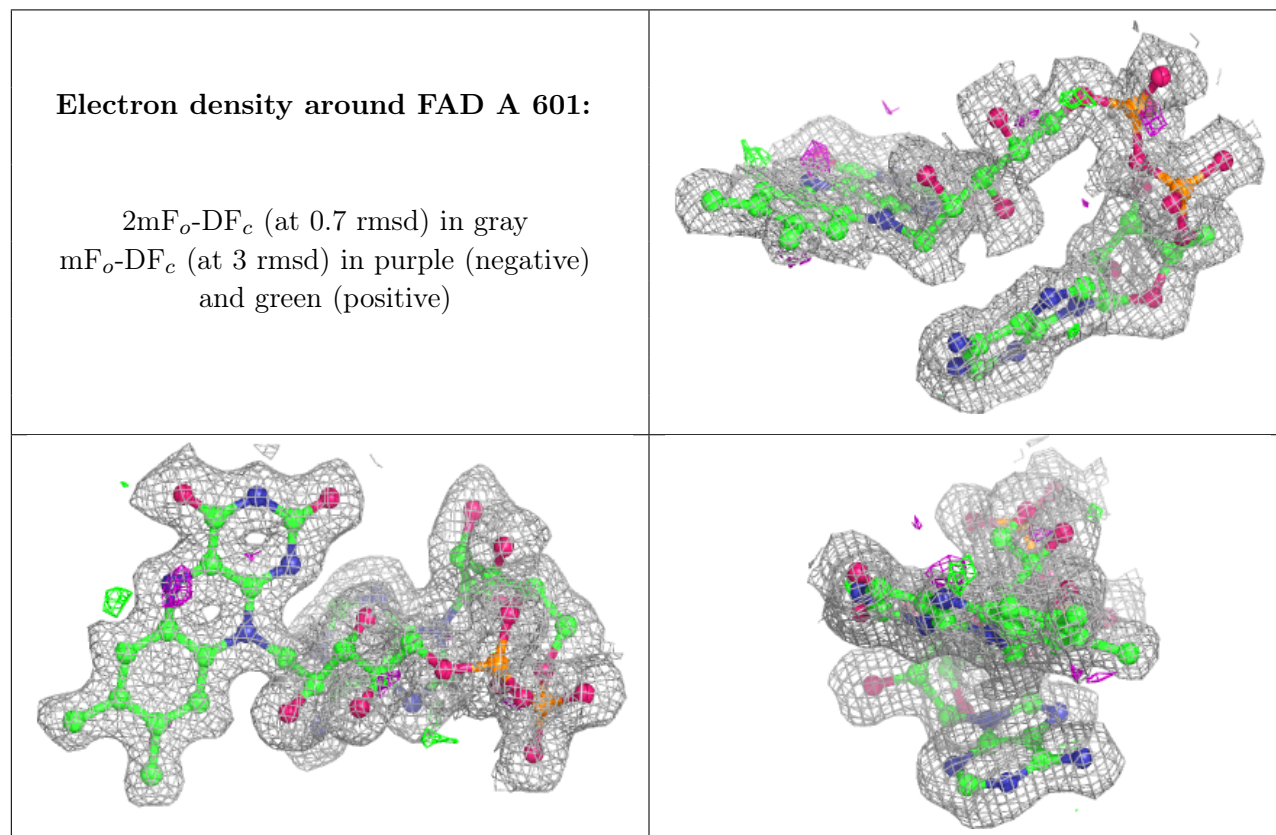 Electron density around FAD A 601:
2mFo-DFc (at 0.7 rmsd) in gray
mFo-DFc (at 3 rmsd) in purple (negative)
and green (positive)